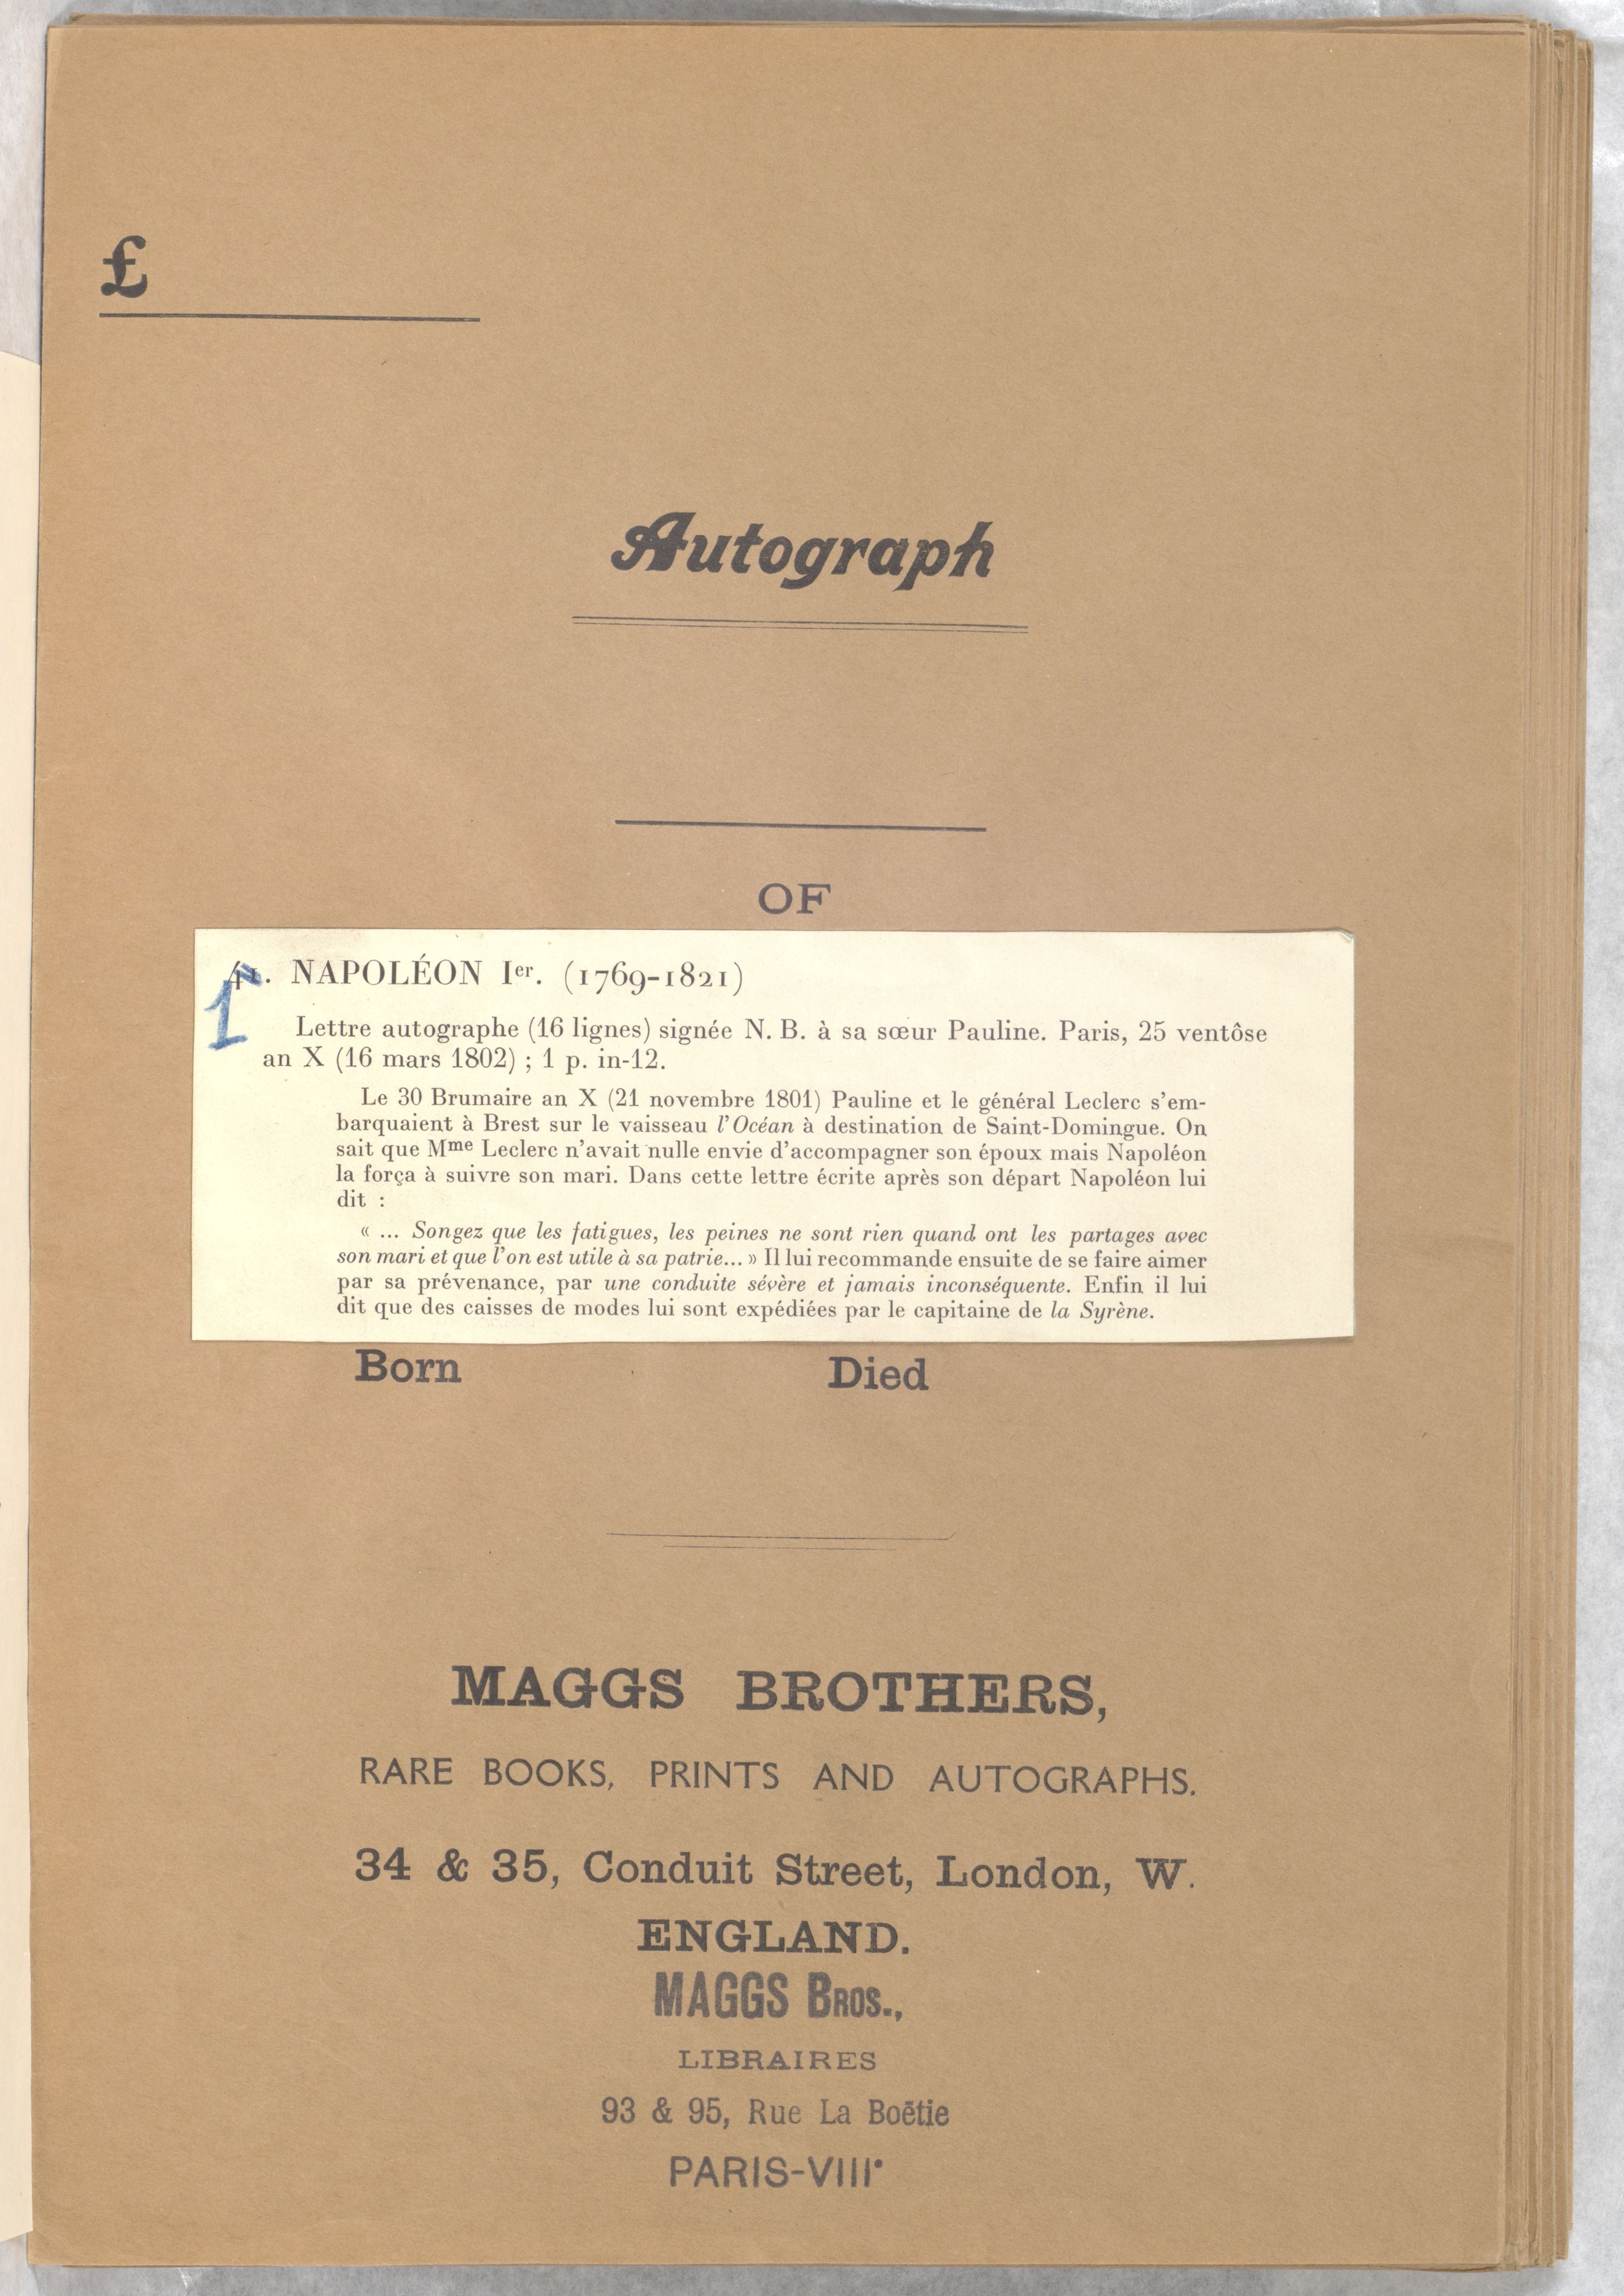 £
Autograph
OF
41. NAPOLÉON Ier. (1769-1821)
1
Lettre autographe (16 lignes) signée N. B. à sa sœur Pauline. Paris, 25 ventôse
an X (16 mars 1802) ; 1 p. in-12.
Le 30 Brumaire an X (21 novembre 1801) Pauline et le général Leclerc s'em-
barquaient à Brest sur le vaisseau l'Océan à destination de Saint-Domingue. On
sait que Mme Leclerc n'avait nulle envie d'accompagner son époux mais Napoléon
la força à suivre son mari. Dans cette lettre écrite après son départ Napoléon lui
dit :
« ... Songez que les fatigues, les peines ne sont rien quand ont les partages avec
son mari et que l'on est utile à sa patrie... » Il lui recommande ensuite de se faire aimer
par sa prévenance, par une conduite sévère et jamais inconséquente. Enfin il lui
dit que des caisses de modes lui sont expédiées par le capitaine de la Syrène.
Born Died
MAGGS BROTHERS,
RARE BOOKS, PRINTS AND AUTOGRAPHS.
34 & 35, Conduit Street, London, W.
ENGLAND.
MAGGS BROS.,
LIBRAIRES
93 & 95, Rue La Boëtie
PARIS-VIIIe